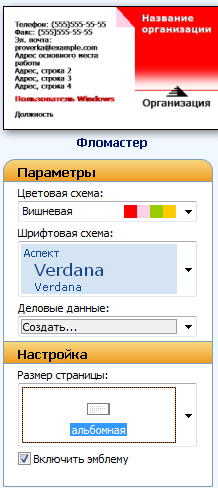 Телефон: (555)555-55-55
Факс: (555)555-55-55
Эл. почта:
proverka@example.com
Адрес основного места
работы
Адрес, строка 2
Адрес, строка 3
Адрес, строка 4
Пользователь Windows
Должность
Название
организации
Организация
Фломастер
Параметры
Цветовая схема:
Вишневая
Шрифтовая схема:
Аспект
Verdana
Verdana
Деловые данные:
Создать...
Настройка
Размер страницы:
альбомная
Включить эмблему